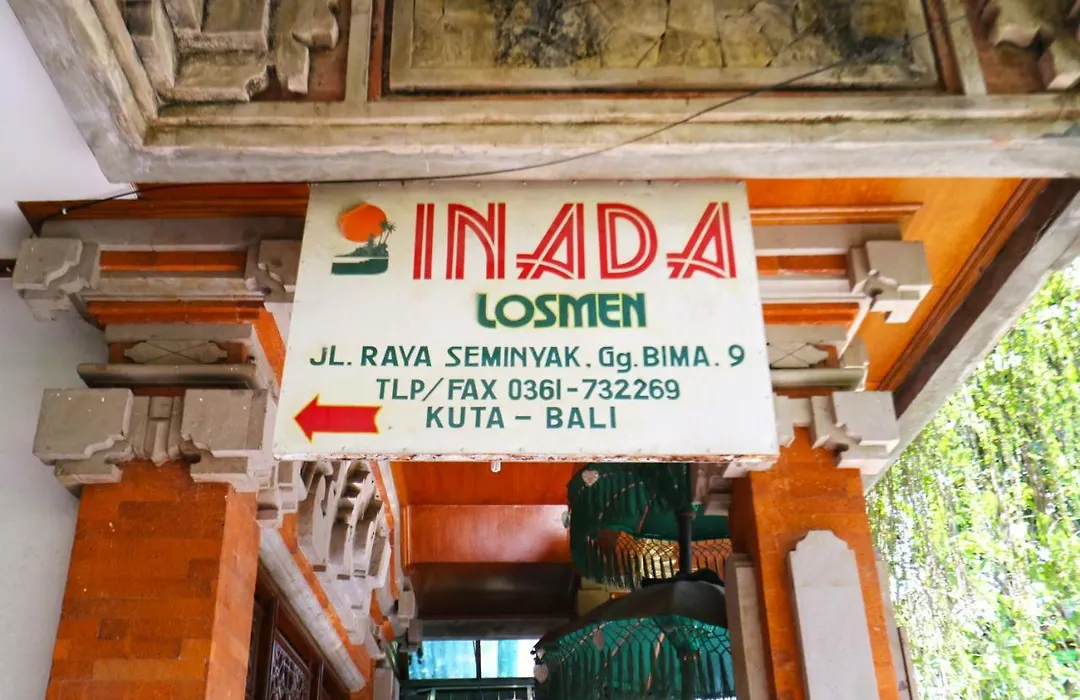 INADA
LOSMEN
JL. RAYA SEMINYAK. Gg. BIMA. 9
TLP/FAX 0361-732269
KUTA - BALI